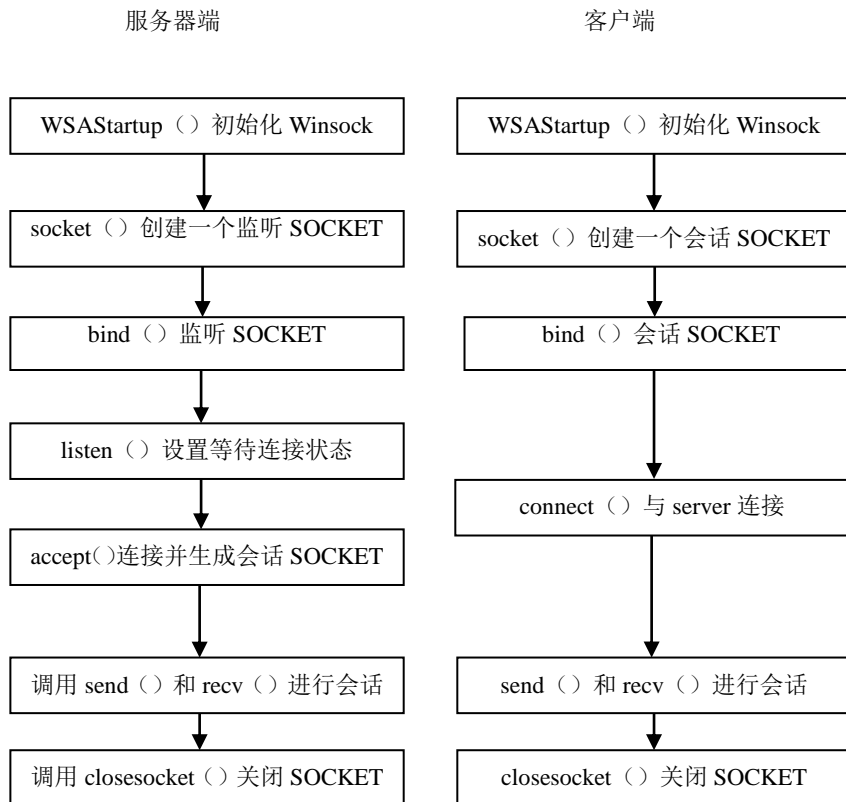 服务器端
客户端
WSAStartup（）初始化 Winsock
WSAStartup（）初始化 Winsock
socket（）创建一个监听 SOCKET
socket（）创建一个会话 SOCKET
bind（）监听 SOCKET
bind（）会话 SOCKET
listen（）设置等待连接状态
connect（）与 server 连接
accept()连接并生成会话 SOCKET
调用 send（）和 recv（）进行会话
send（）和 recv（）进行会话
调用 closesocket（）关闭 SOCKET
closesocket（）关闭 SOCKET